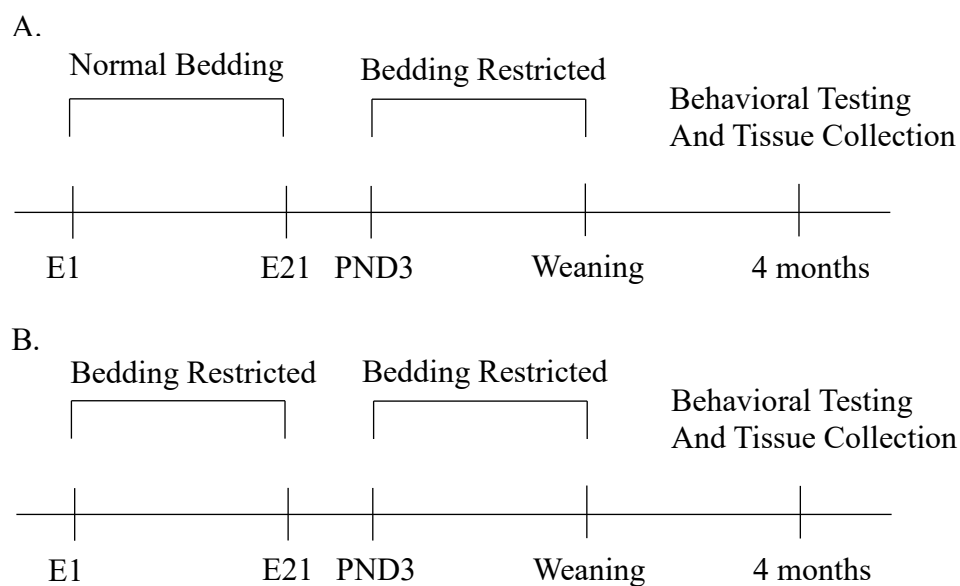 A.
Normal Bedding
Bedding Restricted
Behavioral Testing
And Tissue Collection
E1
E21
PND3
Weaning
4 months
B.
Bedding Restricted
Bedding Restricted
Behavioral Testing
And Tissue Collection
E1
E21
PND3
Weaning
4 months